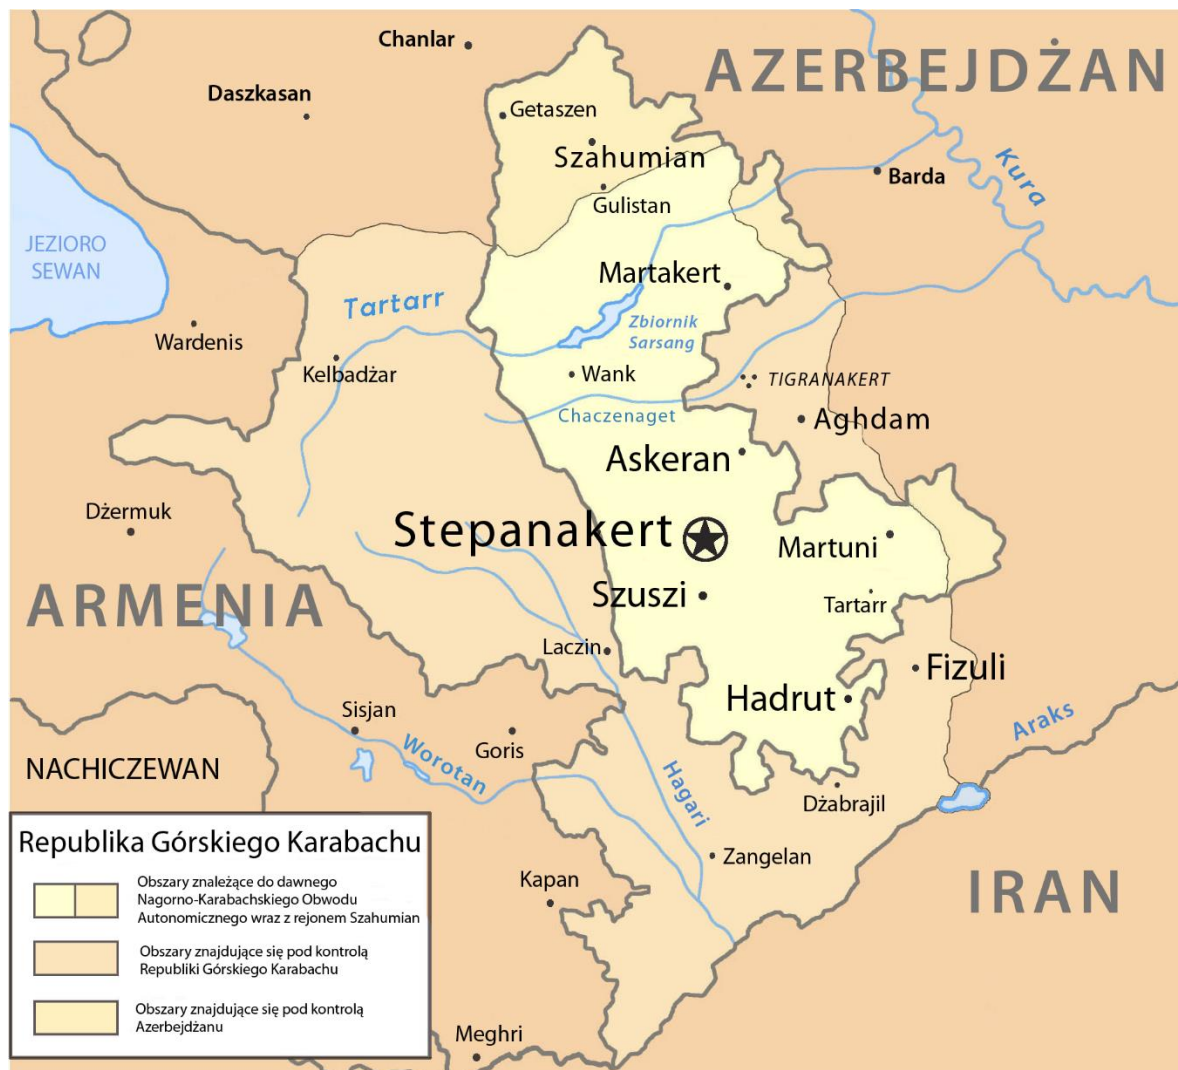 Chanlar
AZERBEJDŻAN
Daszkasan
Getaszen
Szahumian
Kura
Barda
Gulistan
JEZIORO
SEWAN
Martakert
Tartarr
Zbiornik
Sarsang
Wardenis
Kelbadżar
Wank
TIGRANAKERT
Chaczenaget
Aghdam
Askeran
Dżermuk
Stepanakert
Martuni
ARMENIA
Szuszi
Tartarr
Laczin
Fizuli
Hadrut
Sisjan
Araks
Goris
Worotan
NACHICZEWAN
Hagari
Dżabrajil
Zangelan
Kapan
IRAN
Meghri
Republika Górskiego Karabachu
Obszary znależące do dawnego
Nagorno-Karabachskiego Obwodu
Autonomicznego wraz z rejonem Szahumian
Obszary znajdujące się pod kontrolą
Republiki Górskiego Karabachu
Obszary znajdujące się pod kontrolą
Azerbejdżanu